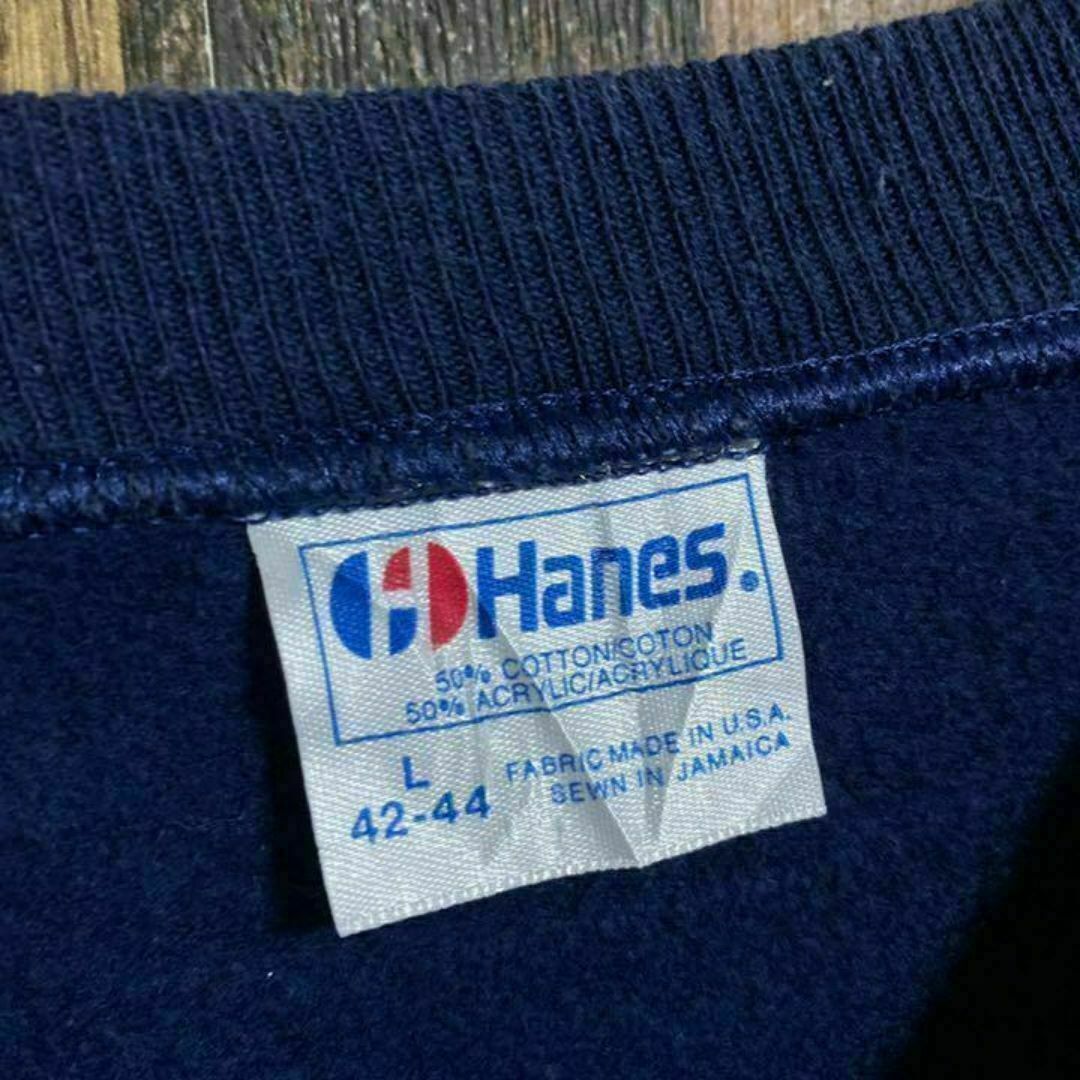 Hanes.
50% COTTON/COTON
50% ACRYLIC/ACRYLIQUE
L
42-44
FABRIC MADE IN U.S.A.
SEWN IN JAMAICA